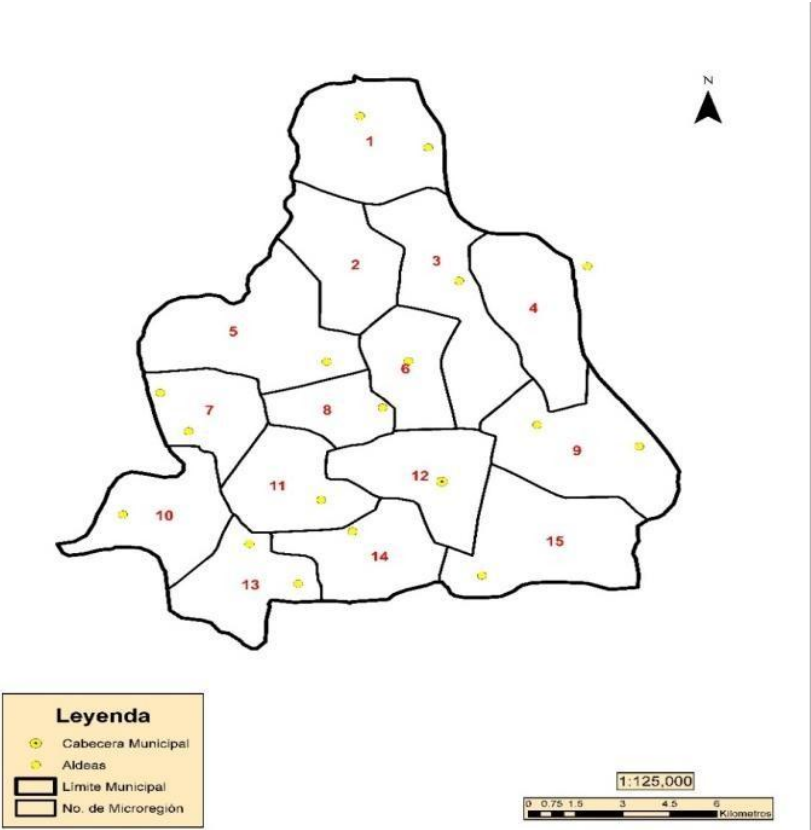 N
1
2
3
4
5
6
7
8
9
10
11
12
13
14
15
Leyenda
Cabecera Municipal
Aldeas
Límite Municipal
No. de Microregión
1:125,000
0 0.75 1.5 3 4.5 6
Kilometros